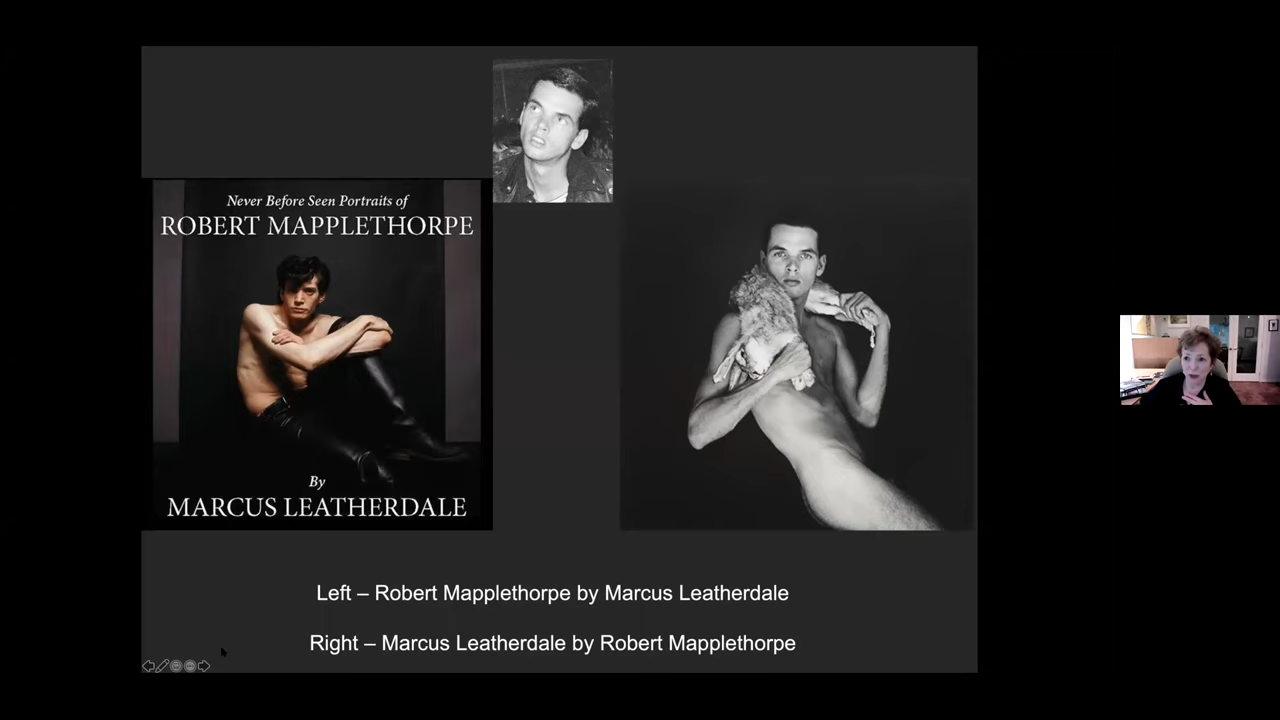 Never Before Seen Portraits of
ROBERT MAPPLETHORPE
By
MARCUS LEATHERDALE
Left – Robert Mapplethorpe by Marcus Leatherdale
Right – Marcus Leatherdale by Robert Mapplethorpe